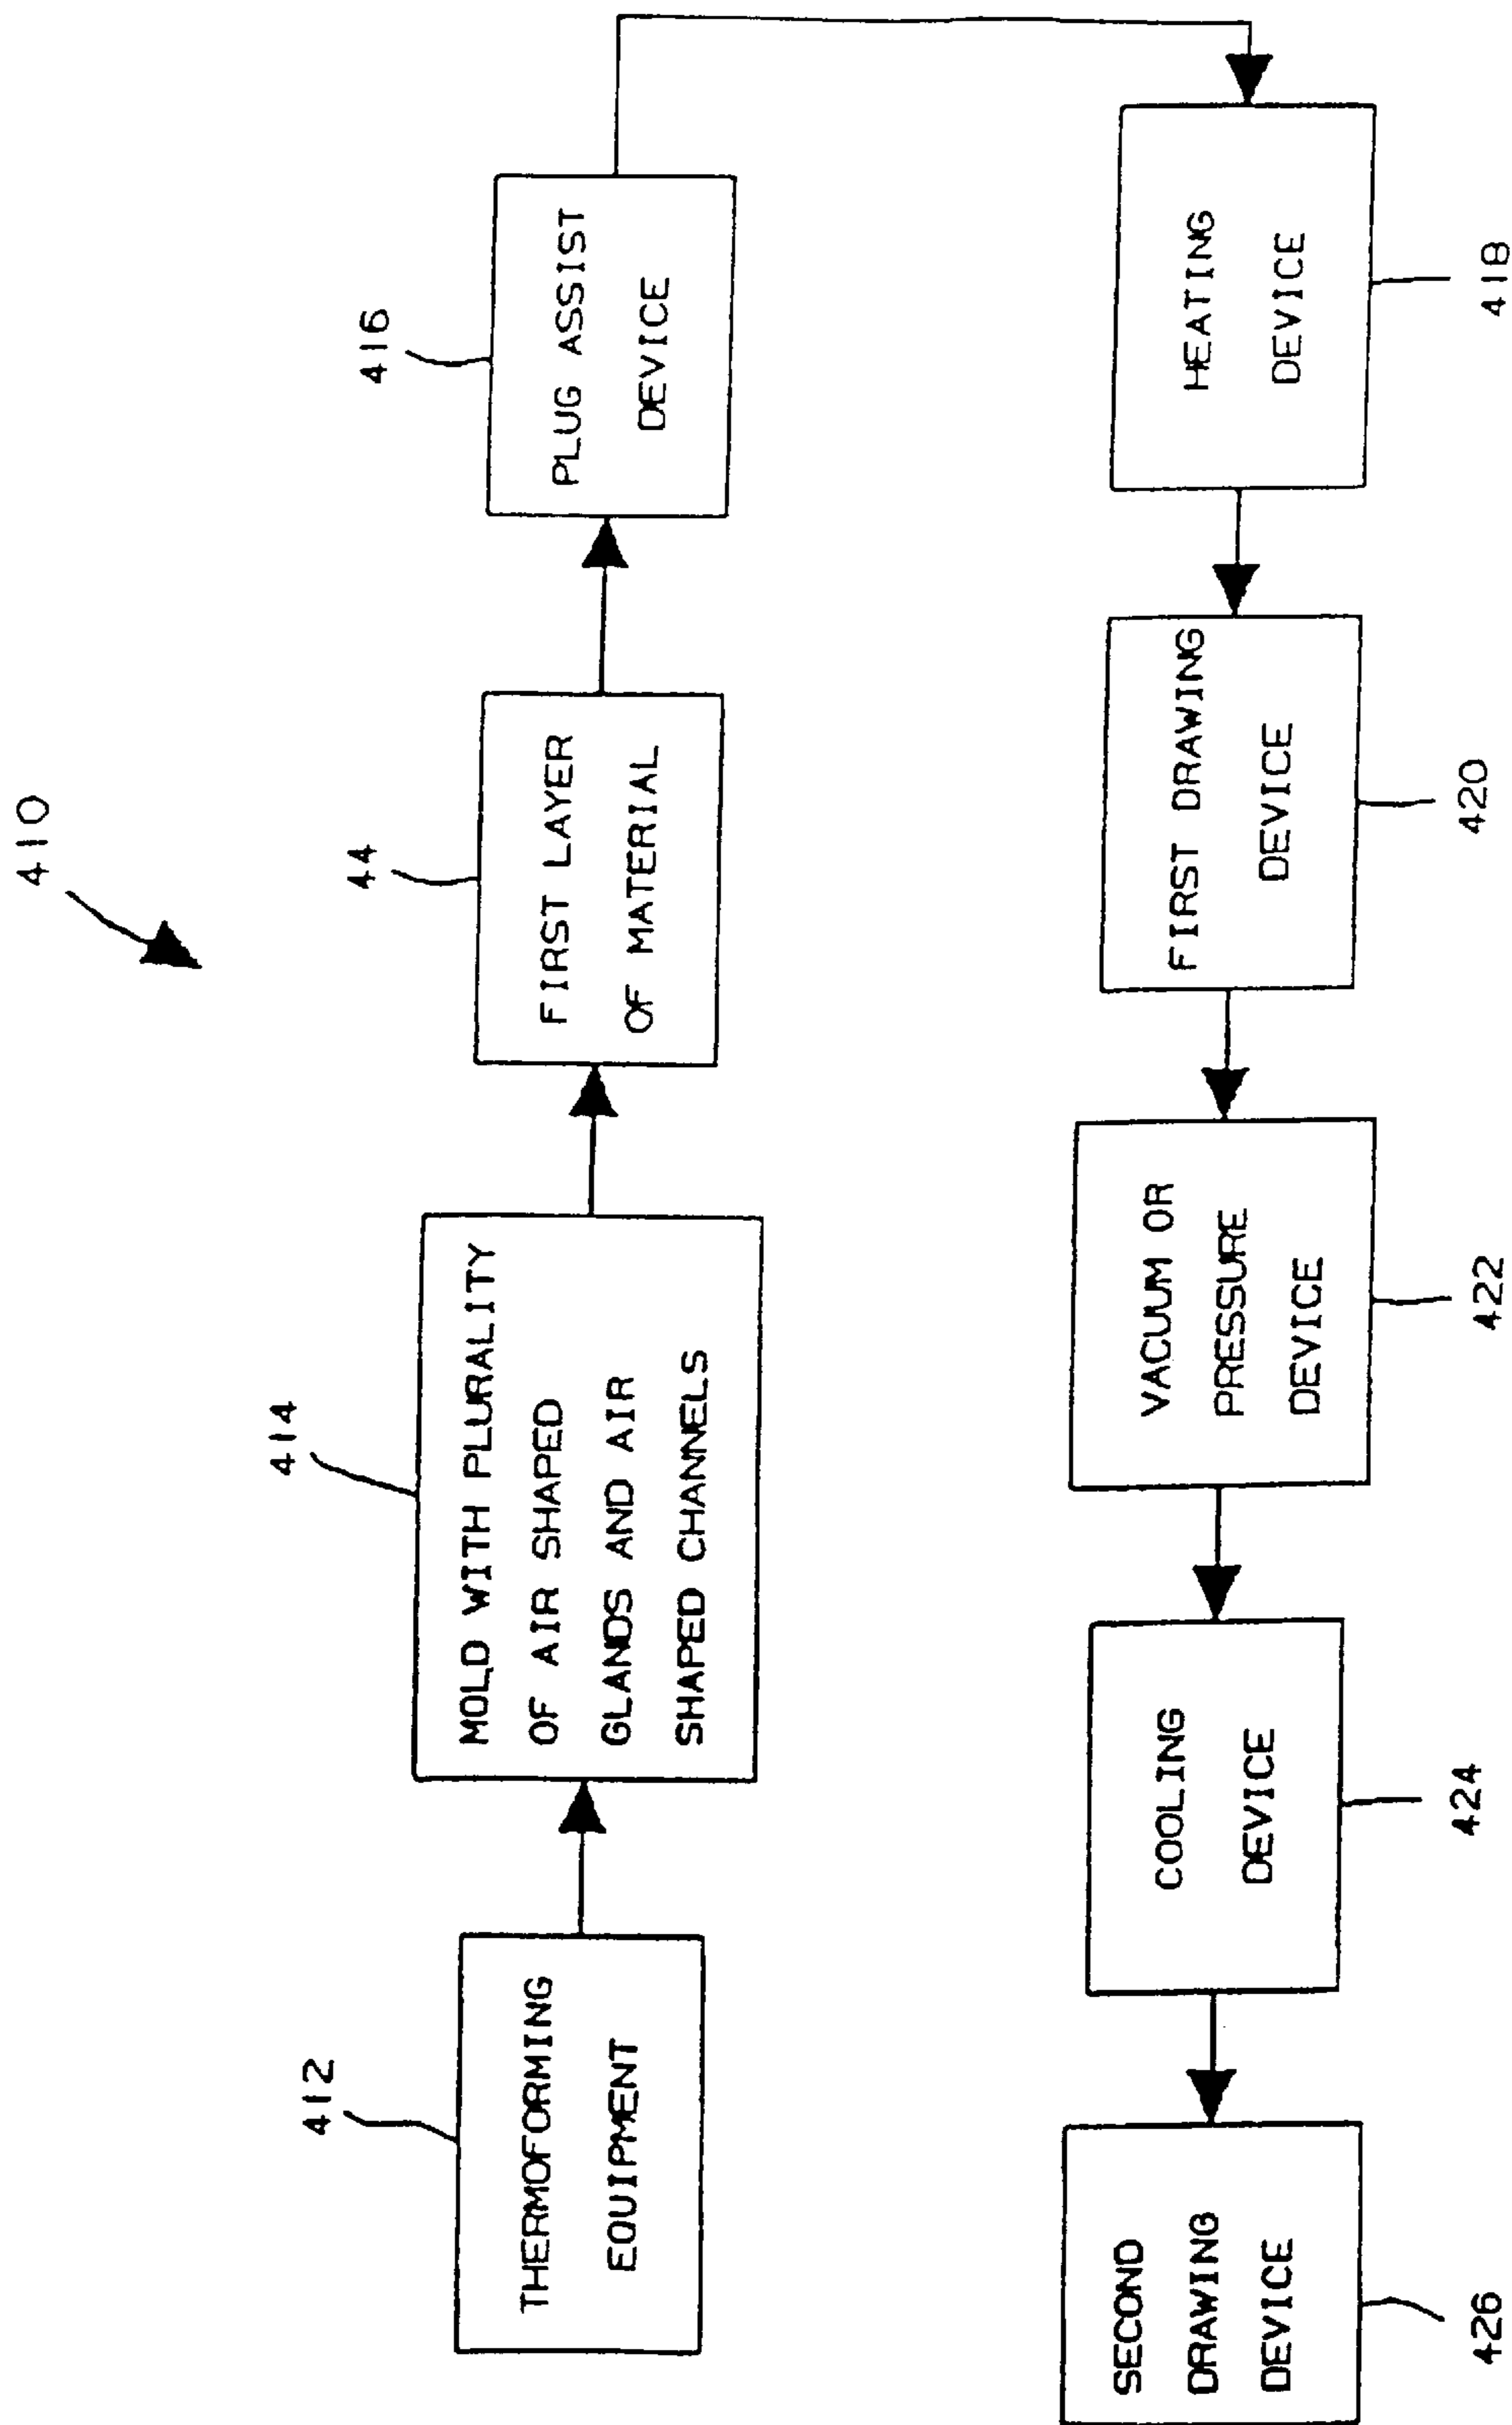 410
412
THERMOFORMING
EQUIPMENT
414
MOLD WITH PLURALITY
OF AIR SHAPED
GLANDS AND AIR
SHAPED CHANNELS
44
FIRST LAYER
OF MATERIAL
416
PLUG ASSIST
DEVICE
HEATING
DEVICE
418
FIRST DRAWING
DEVICE
420
VACUUM OR
PRESSURE
DEVICE
422
COOLING
DEVICE
424
SECOND
DRAWING
DEVICE
426